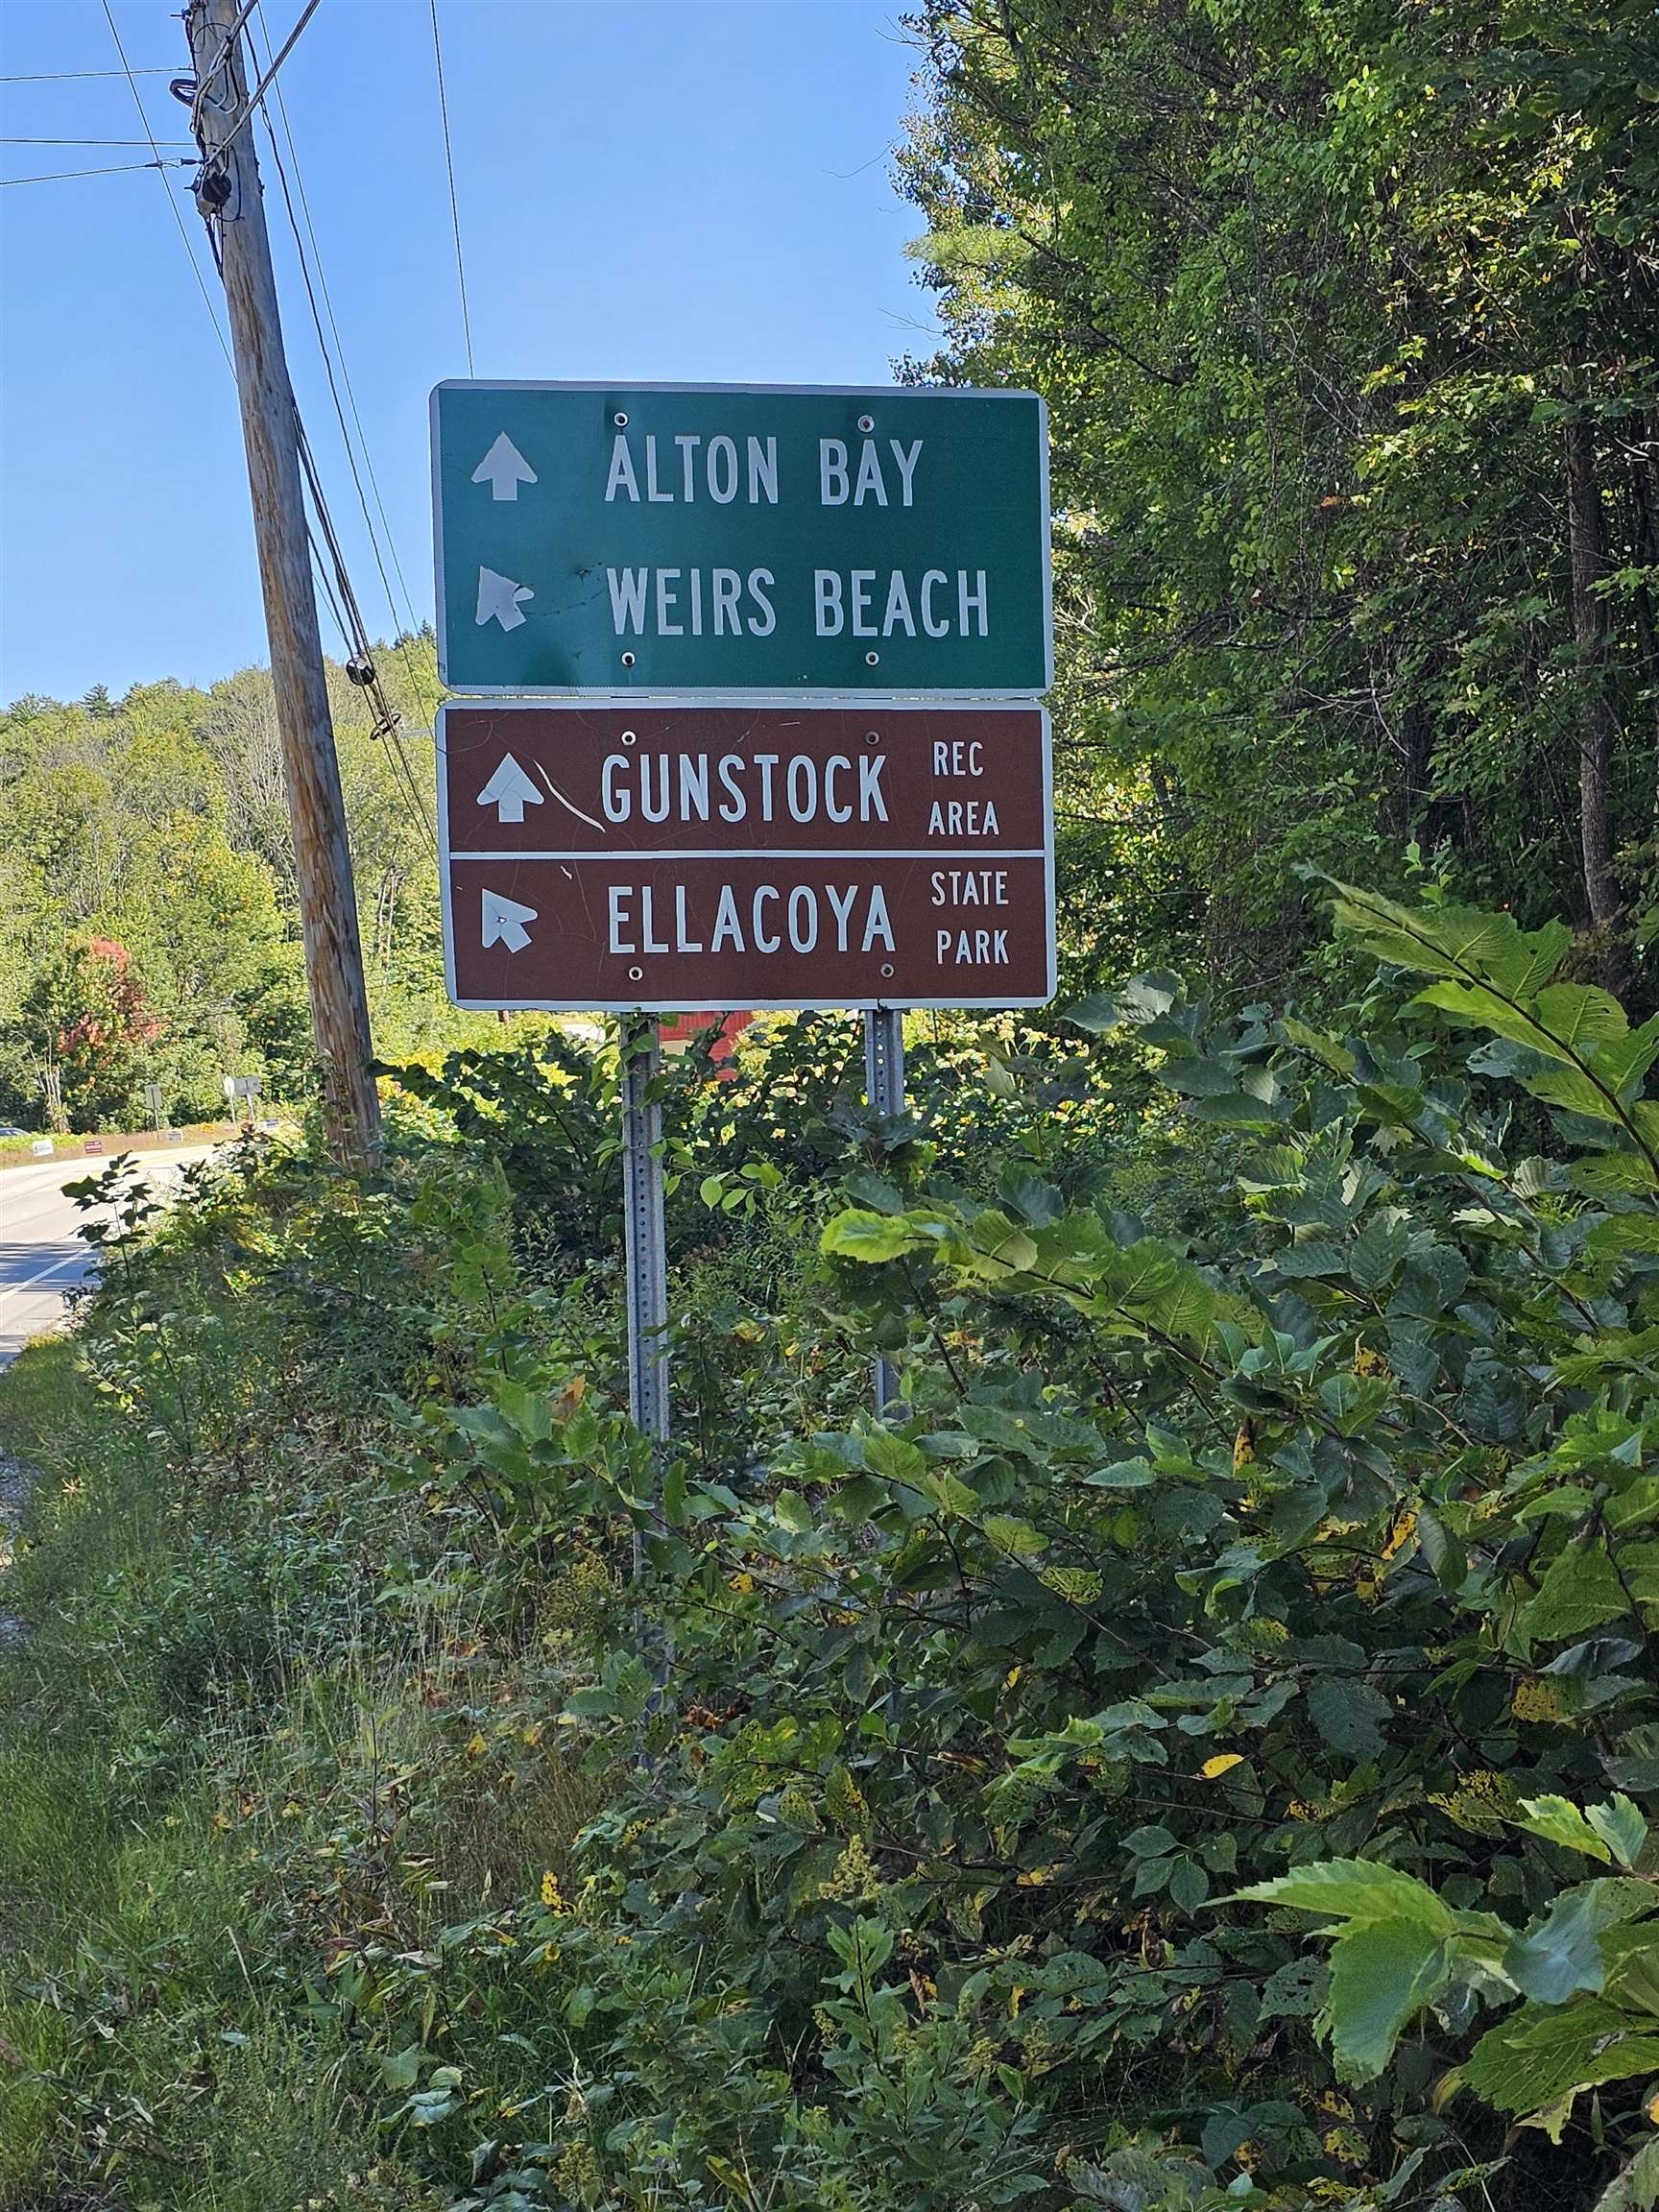 ALTON BAY
WEIRS BEACH
GUNSTOCK REC AREA
ELLACOYA STATE PARK